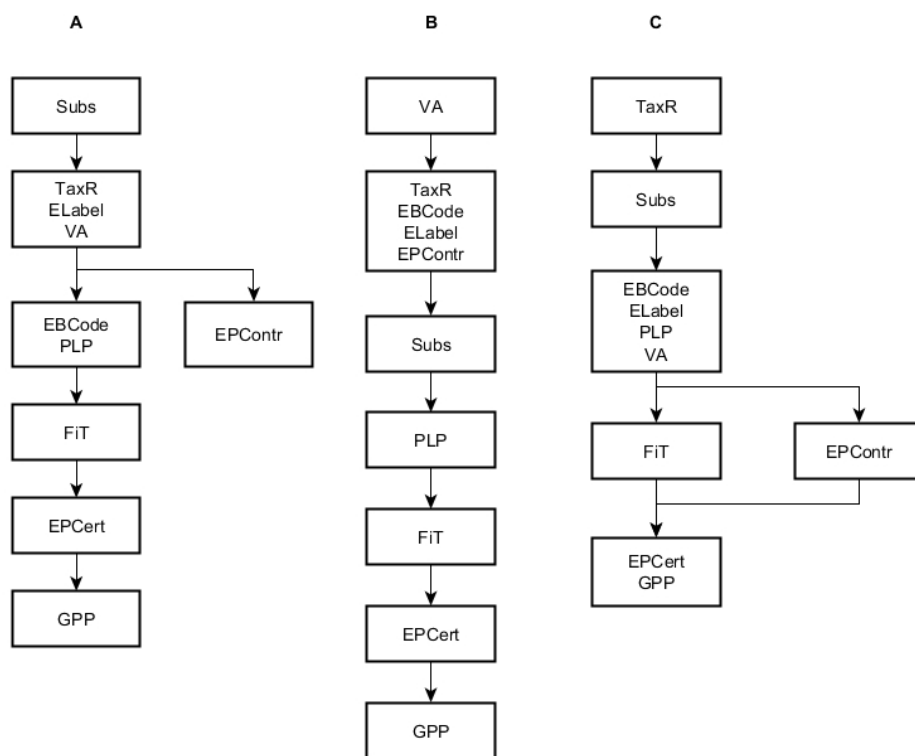 A
Subs
TaxR
ELabel
VA
EBCode
PLP
EPContr
FiT
EPCert
GPP
B
VA
TaxR
EBCode
ELabel
EPContr
Subs
PLP
FiT
EPCert
GPP
C
TaxR
Subs
EBCode
ELabel
PLP
VA
FiT
EPContr
EPCert
GPP